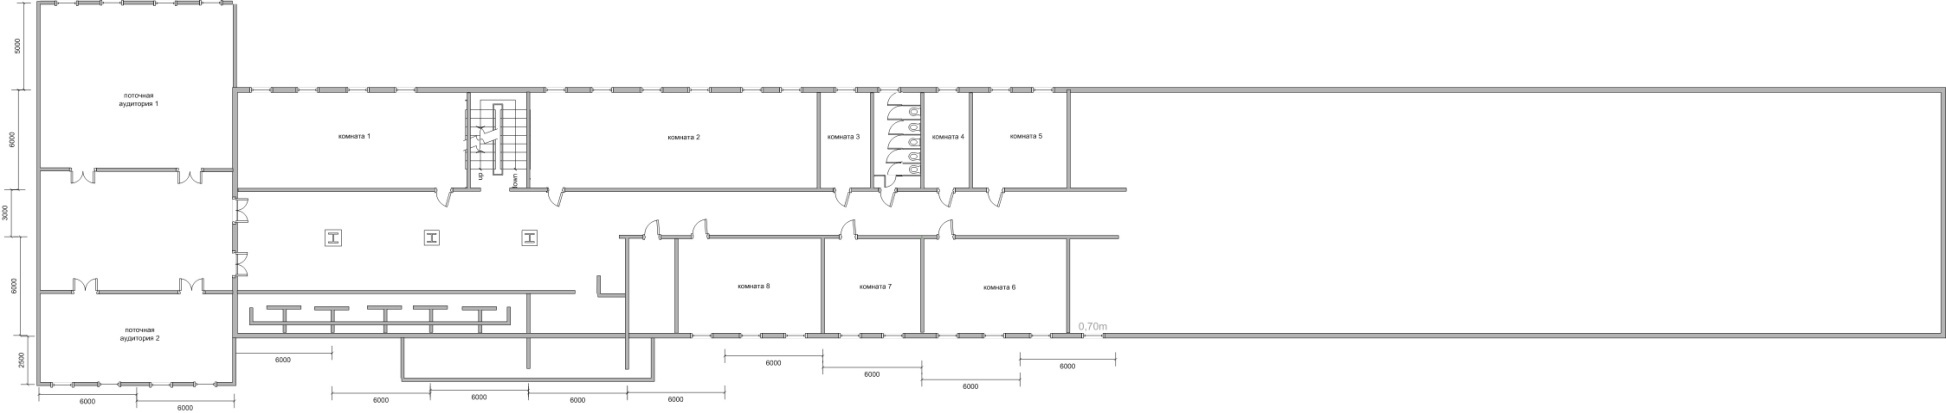 5000
поточная
аудитория 1
6000
комната 1
up
down
комната 2
комната 3
комната 4
комната 5
3000
6000
комната 8
комната 7
комната 6
0,70m
поточная
аудитория 2
2500
6000
6000
6000
6000
6000
6000
6000
6000
6000
6000
6000
6000